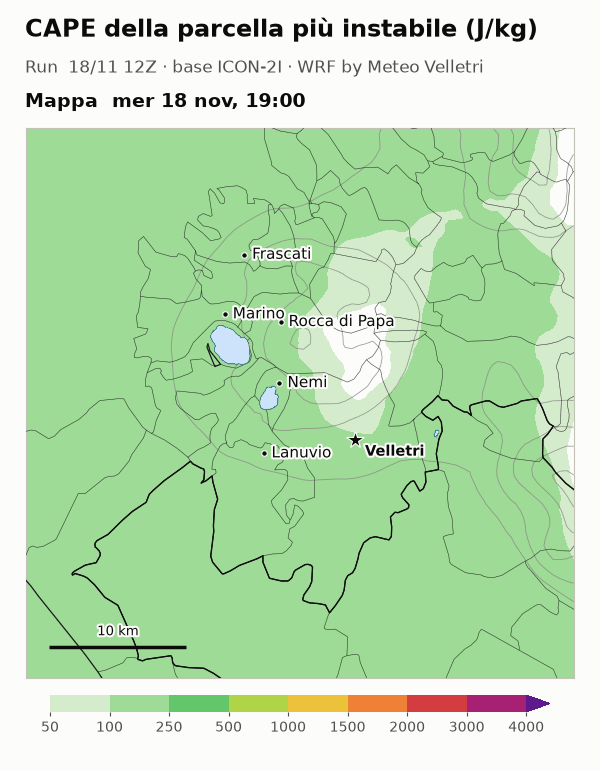 CAPE della parcella più instabile (J/kg)
Run  18/11 12Z · base ICON-2I · WRF by Meteo Velletri
Mappa  mer 18 nov, 19:00
Frascati
Marino
Rocca di Papa
Nemi
Velletri
Lanuvio
10 km
50 100 250 500 1000 1500 2000 3000 4000